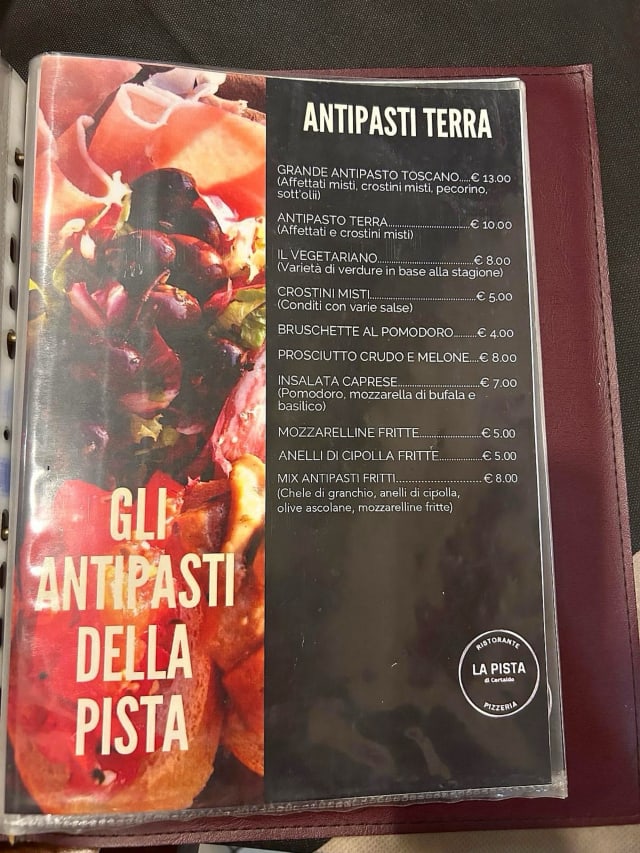 ANTIPASTI TERRA
GRANDE ANTIPASTO TOSCANO.....€ 13.00
(Affettati misti, crostini misti, pecorino,
sott'olii)
ANTIPASTO TERRA..............................€ 10.00
(Affettati e crostini misti)
IL VEGETARIANO...................................€ 8.00
(Varietà di verdure in base alla stagione)
CROSTINI MISTI.....................................€ 5.00
(Conditi con varie salse)
BRUSCHETTE AL POMODORO........€ 4.00
PROSCIUTTO CRUDO E MELONE...€ 8.00
INSALATA CAPRESE............................€ 7.00
(Pomodoro, mozzarella di bufala e
basilico)
MOZZARELLINE FRITTE.....................€ 5.00
ANELLI DI CIPOLLA FRITTE...............€ 5.00
MIX ANTIPASTI FRITTI..............................€ 8.00
(Chele di granchio, anelli di cipolla,
olive ascolane, mozzarelline fritte)
GLI
ANTIPASTI
DELLA
PISTA
RISTORANTE
LA PISTA
di Certaldo
PIZZERIA